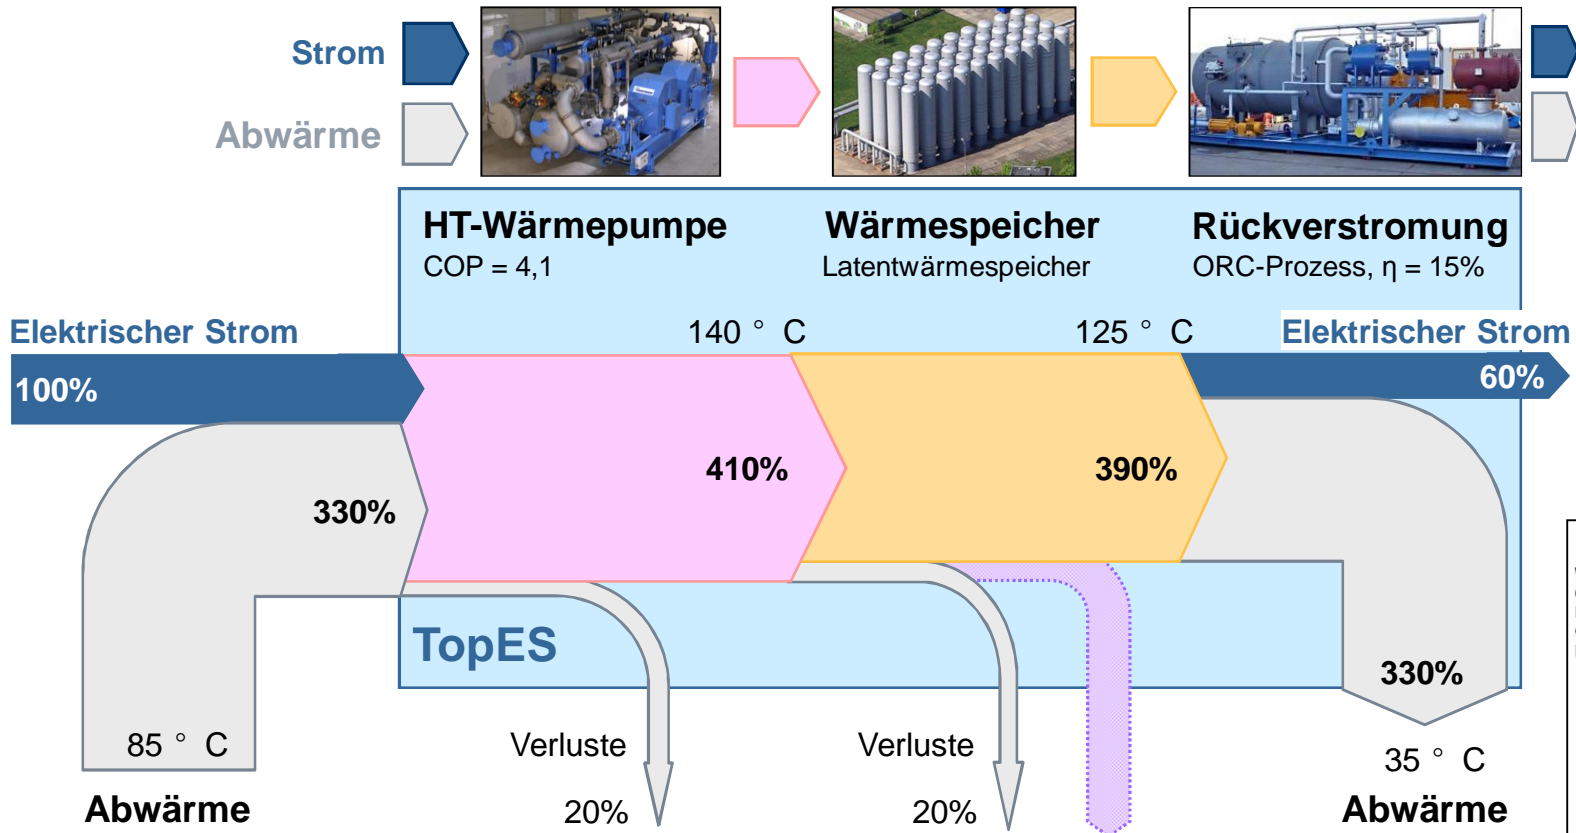 Strom
Abwärme
HT-Wärmepumpe
COP = 4,1
Wärmespeicher
Latentwärmespeicher
Rückverstromung
ORC-Prozess, η = 15%
Elektrischer Strom
140 ° C
125 ° C
Elektrischer Strom
100%
60%
410%
390%
330%
TopES
330%
85 ° C
Verluste
Verluste
35 ° C
Abwärme
20%
20%
Abwärme